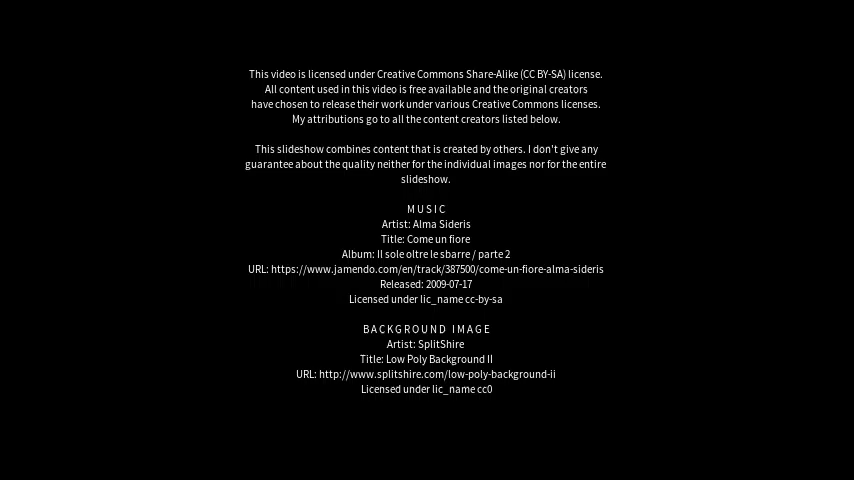 This video is licensed under Creative Commons Share-Alike (CC BY-SA) license.
All content used in this video is free available and the original creators
have chosen to release their work under various Creative Commons licenses.
My attributions go to all the content creators listed below.
This slideshow combines content that is created by others. I don't give any
guarantee about the quality neither for the individual images nor for the entire
slideshow.
MUSIC
Artist: Alma Sideris
Title: Come un fiore
Album: Il sole oltre le sbarre / parte 2
URL: https://www.jamendo.com/en/track/387500/come-un-fiore-alma-sideris
Released: 2009-07-17
Licensed under lic_name cc-by-sa
BACKGROUND IMAGE
Artist: SplitShire
Title: Low Poly Background II
URL: http://www.splitshire.com/low-poly-background-ii
Licensed under lic_name cc0